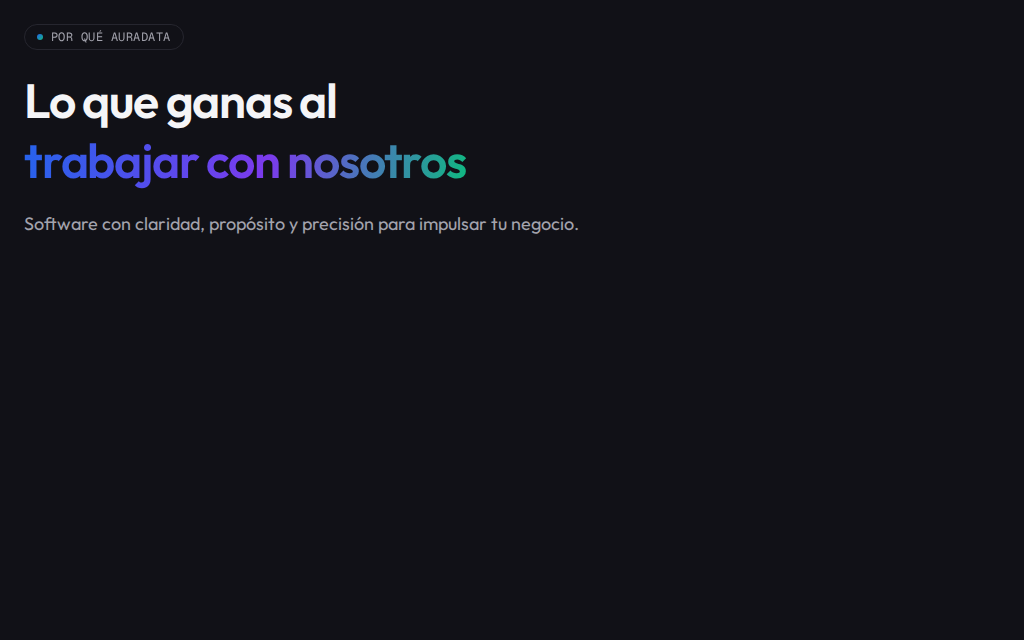 POR QUÉ AURADATA
Lo que ganas al
trabajar con nosotros
Software con claridad, propósito y precisión para impulsar tu negocio.